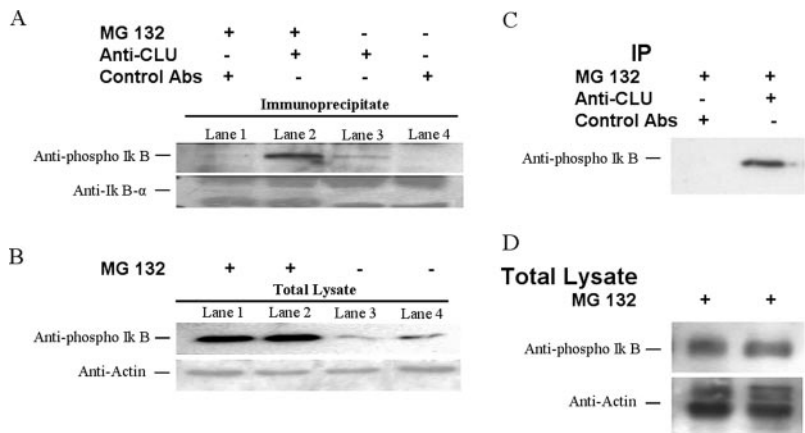 A
MG 132 + + - -
Anti-CLU - + + -
Control Abs + - - +
Immunoprecipitate
Lane 1 Lane 2 Lane 3 Lane 4
Anti-phospho Ik B
Anti-Ik B-α
B
MG 132 + + - -
Total Lysate
Lane 1 Lane 2 Lane 3 Lane 4
Anti-phospho Ik B
Anti-Actin
C
IP
MG 132 + +
Anti-CLU - +
Control Abs + -
Anti-phospho Ik B
D
Total Lysate
MG 132 + +
Anti-phospho Ik B
Anti-Actin